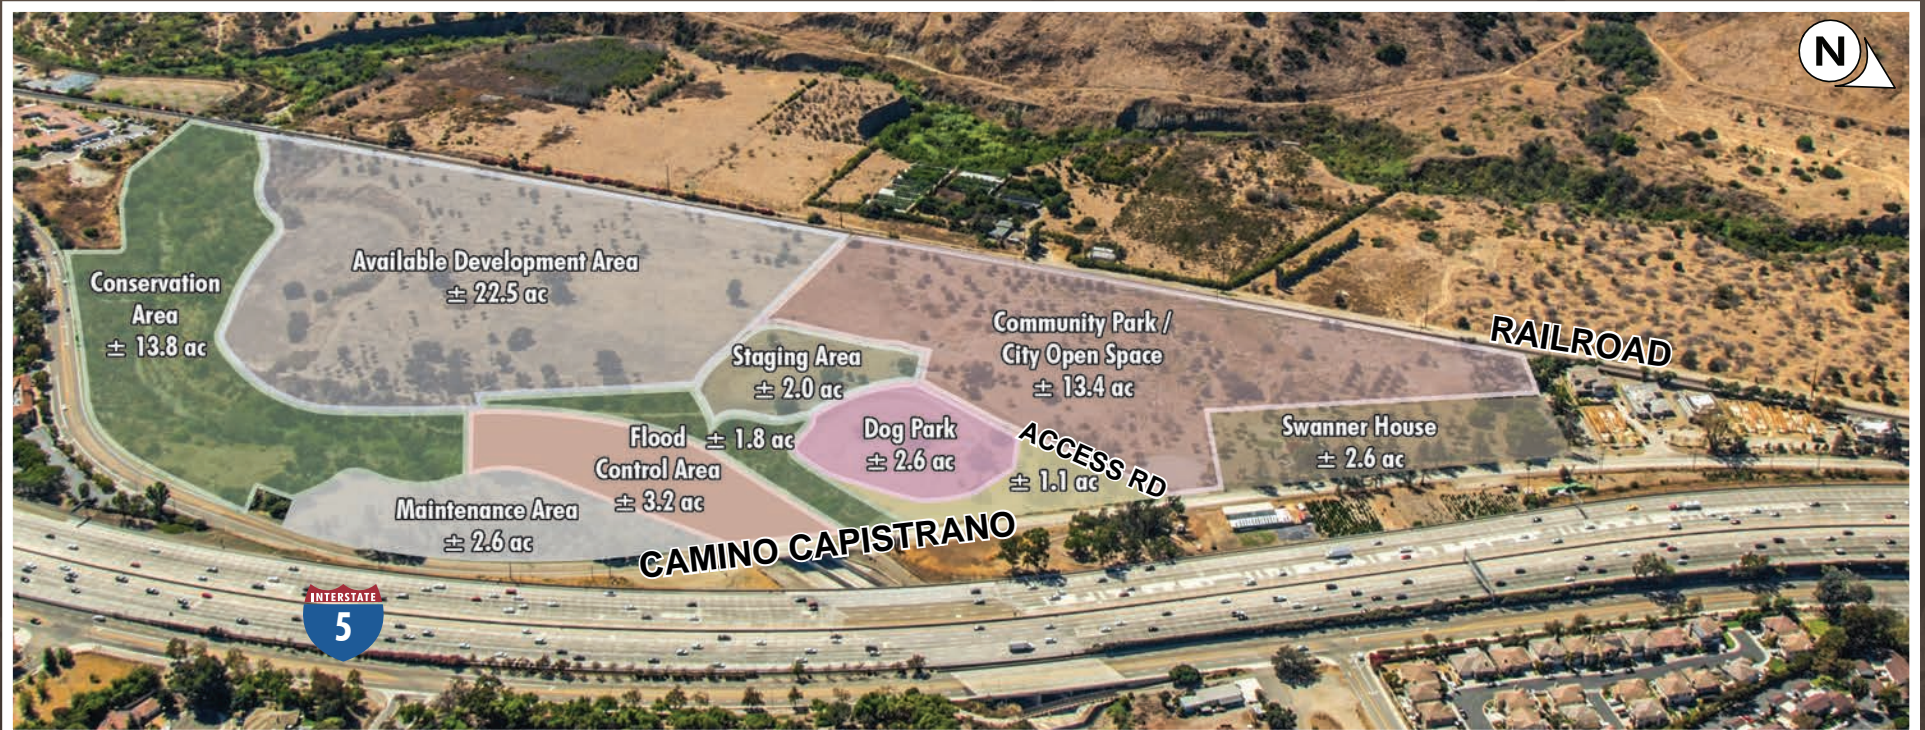 N
Conservation
Area
± 13.8 ac
Available Development Area
± 22.5 ac
Staging Area
± 2.0 ac
Community Park /
City Open Space
± 13.4 ac
RAILROAD
Swanner House
± 2.6 ac
Flood
Control Area
± 3.2 ac
± 1.8 ac
Dog Park
± 2.6 ac
ACCESS RD
± 1.1 ac
Maintenance Area
± 2.6 ac
CAMINO CAPISTRANO
INTERSTATE
5